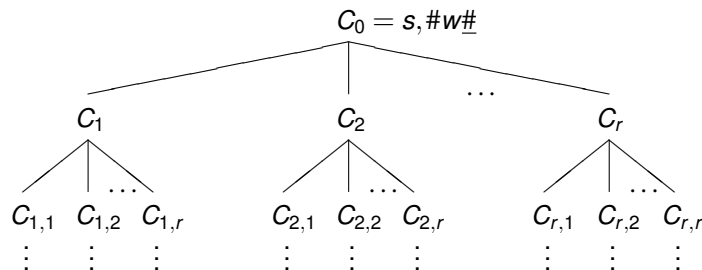 C₀ = s, #w#̲
...
C₁ C₂ Cᵣ
... ... ...
C₁,₁ C₁,₂ C₁,ᵣ C₂,₁ C₂,₂ C₂,ᵣ Cᵣ,₁ Cᵣ,₂ Cᵣ,ᵣ
⋮ ⋮ ⋮ ⋮ ⋮ ⋮ ⋮ ⋮ ⋮